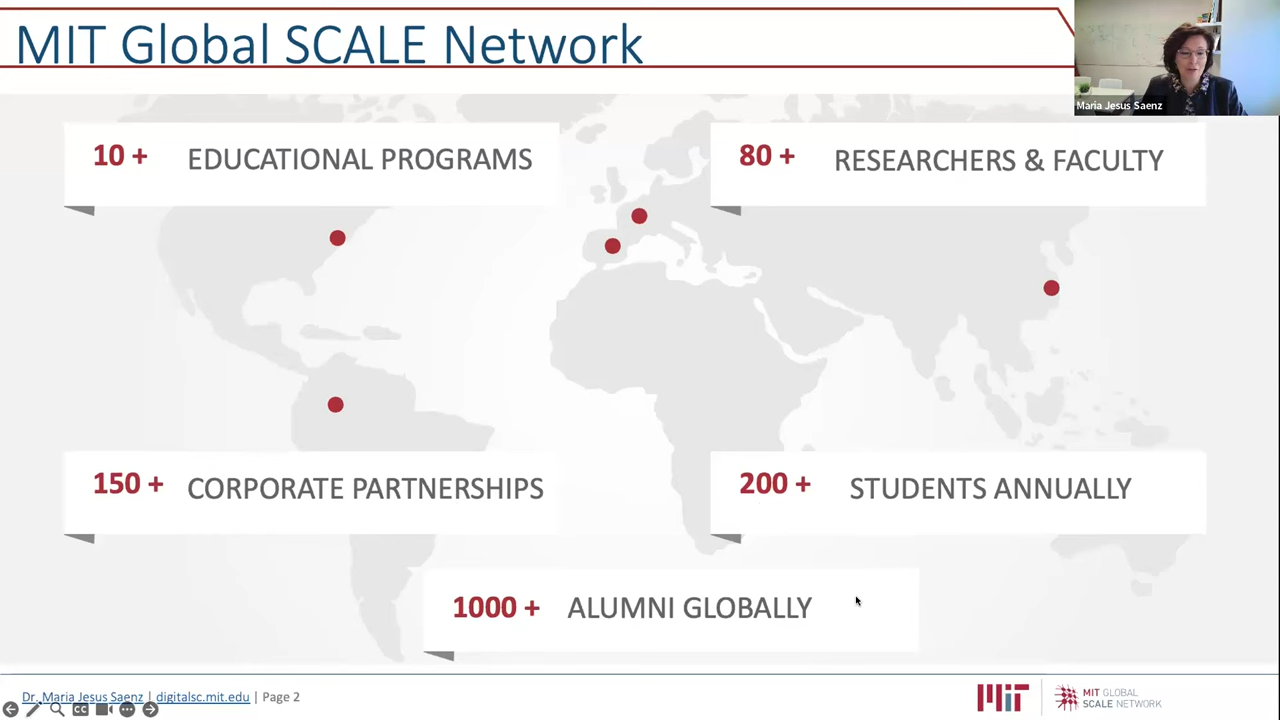 MIT Global SCALE Network
Maria Jesus Saenz
10 + EDUCATIONAL PROGRAMS
80 + RESEARCHERS & FACULTY
150 + CORPORATE PARTNERSHIPS
200 + STUDENTS ANNUALLY
1000 + ALUMNI GLOBALLY
Dr. Maria Jesus Saenz | digitalsc.mit.edu | Page 2
CC
MIT
MIT GLOBAL
SCALE NETWORK